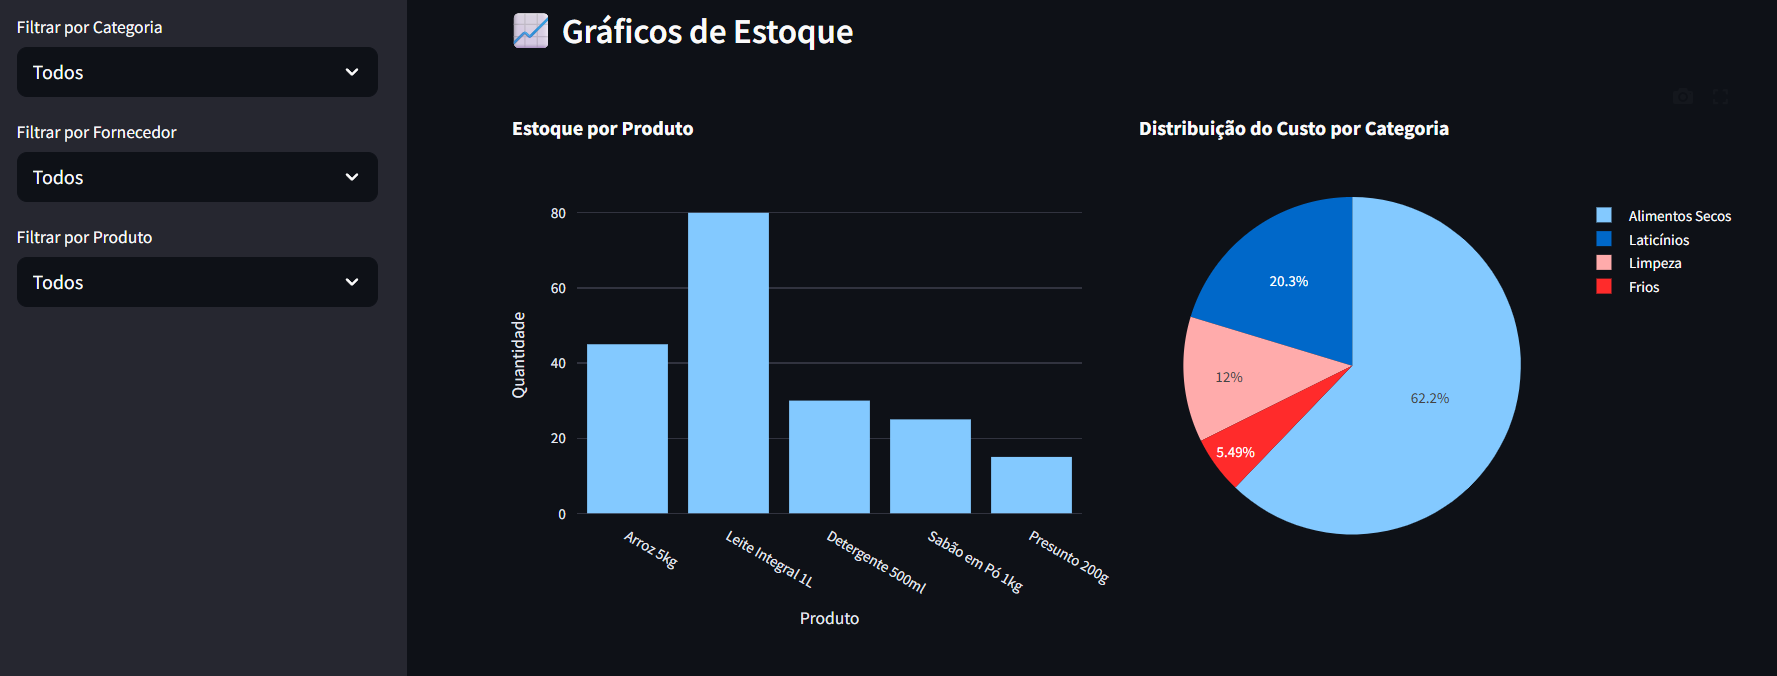 Filtrar por Categoria
Todos
Filtrar por Fornecedor
Todos
Filtrar por Produto
Todos
Gráficos de Estoque
Estoque por Produto
80
60
40
20
0
Quantidade
Arroz 5kg
Leite Integral 1L
Detergente 500ml
Sabão em Pó 1kg
Presunto 200g
Produto
Distribuição do Custo por Categoria
20.3%
12%
5.49%
62.2%
Alimentos Secos
Laticínios
Limpeza
Frios